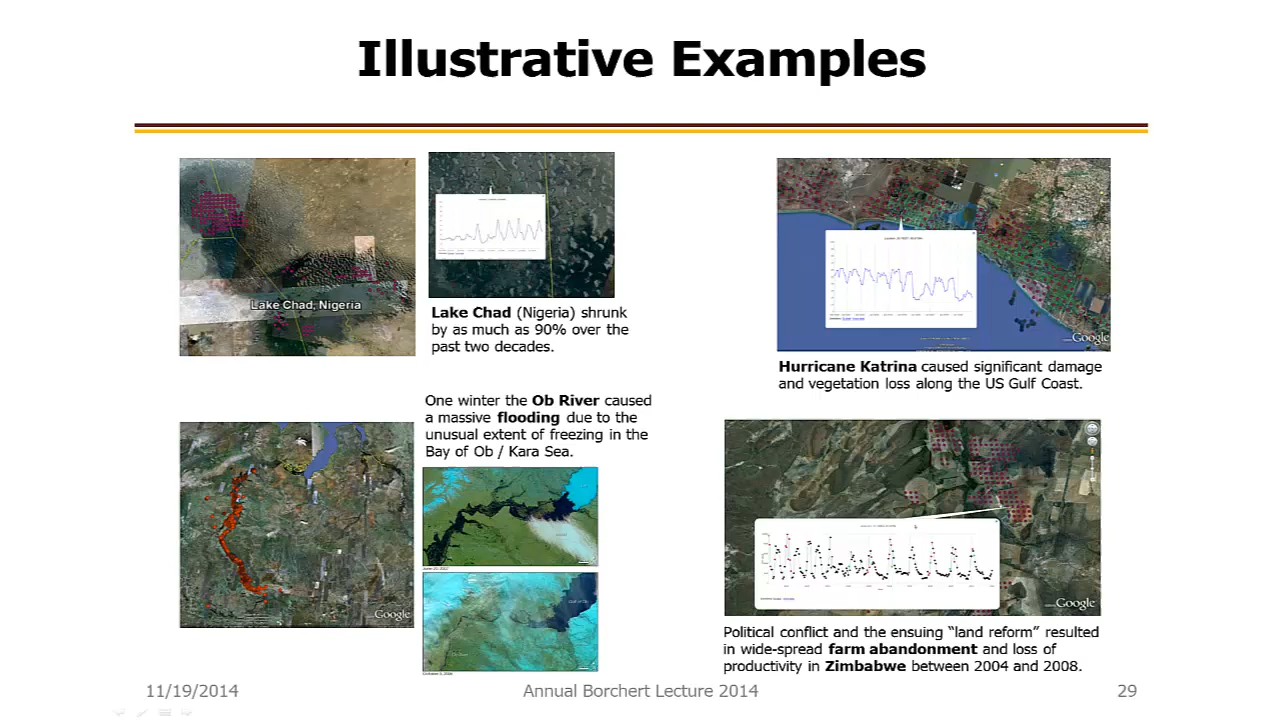 Illustrative Examples
Lake Chad, Nigeria
Lake Chad (Nigeria) shrunk
by as much as 90% over the
past two decades.
Google
Hurricane Katrina caused significant damage
and vegetation loss along the US Gulf Coast.
One winter the Ob River caused
a massive flooding due to the
unusual extent of freezing in the
Bay of Ob / Kara Sea.
Google
Google
Political conflict and the ensuing “land reform” resulted
in wide-spread farm abandonment and loss of
productivity in Zimbabwe between 2004 and 2008.
11/19/2014
Annual Borchert Lecture 2014
29